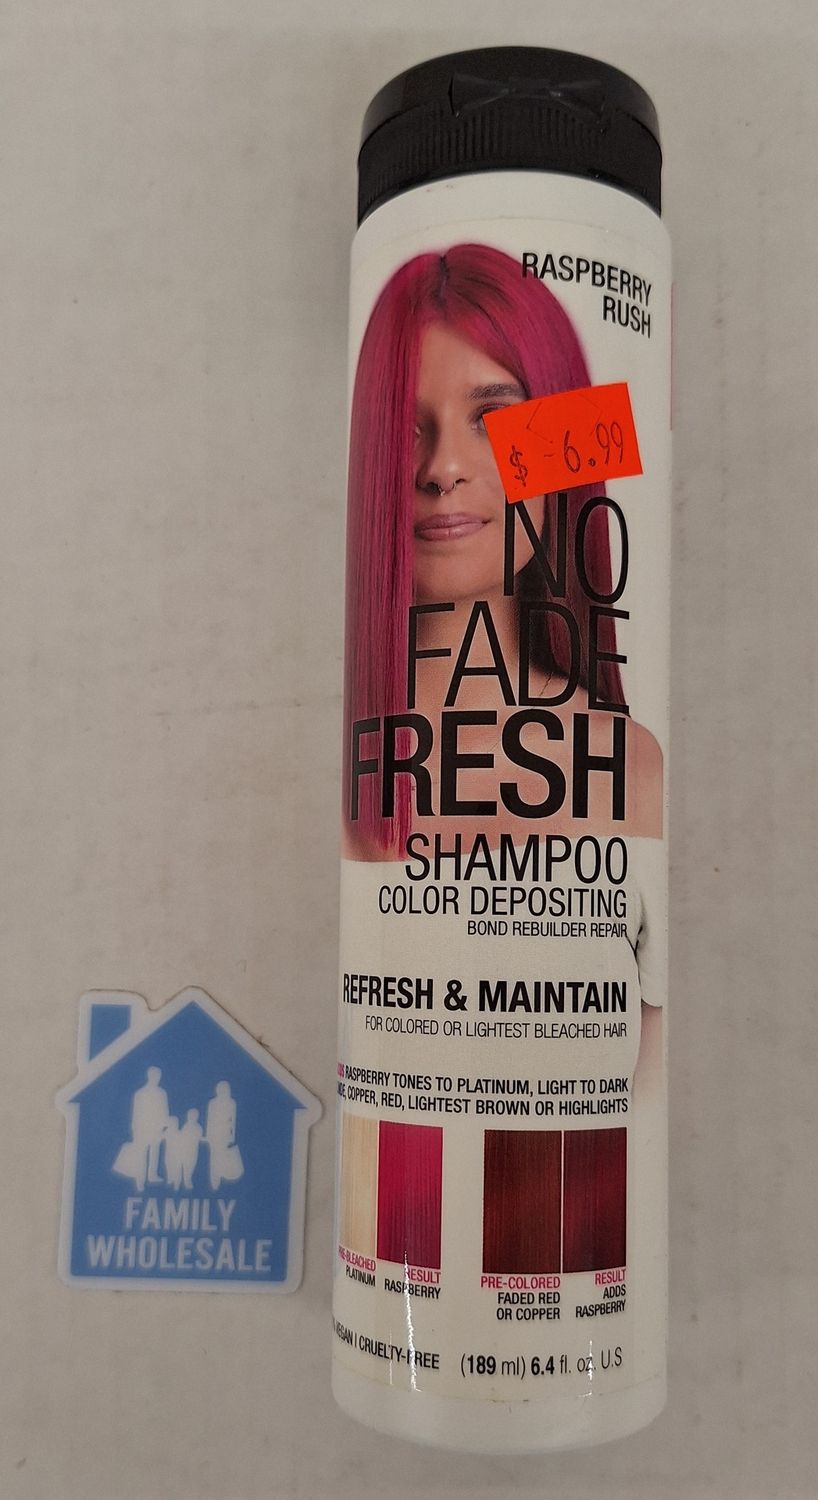 RASPBERRY
RUSH
$ -6.99
NO
FADE
FRESH
SHAMPOO
COLOR DEPOSITING
BOND REBUILDER REPAIR
REFRESH & MAINTAIN
FOR COLORED OR LIGHTEST BLEACHED HAIR
RASPBERRY TONES TO PLATINUM, LIGHT TO DARK
COPPER, RED, LIGHTEST BROWN OR HIGHLIGHTS
PRE-BLEACHED
PLATINUM
RESULT
RASPBERRY
PRE-COLORED
FADED RED
OR COPPER
RESULT
ADDS
RASPBERRY
VEGAN | CRUELTY-FREE
(189 ml) 6.4 fl. oz. U.S
FAMILY
WHOLESALE